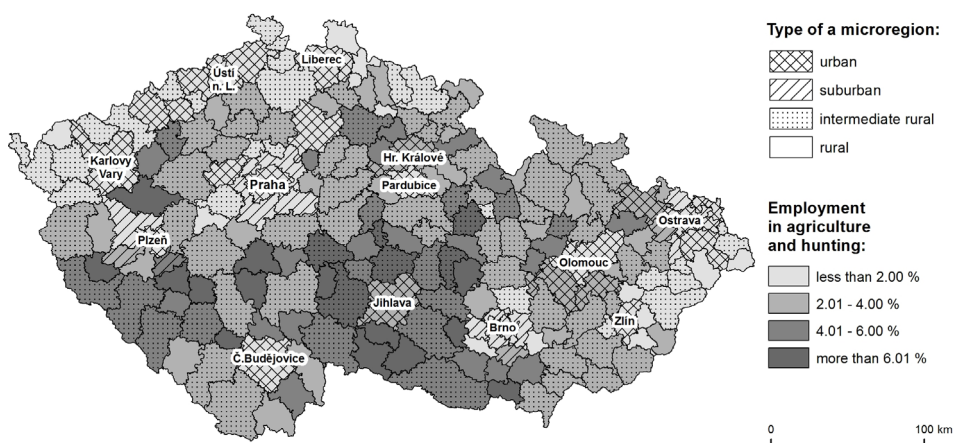 Liberec
Ústí
n. L.
Karlovy
Vary
Hr. Králové
Praha
Pardubice
Ostrava
Plzeň
Olomouc
Jihlava
Brno
Zlín
Č.Budějovice
Type of a microregion:
urban
suburban
intermediate rural
rural
Employment
in agriculture
and hunting:
less than 2.00 %
2.01 - 4.00 %
4.01 - 6.00 %
more than 6.01 %
0 100 km